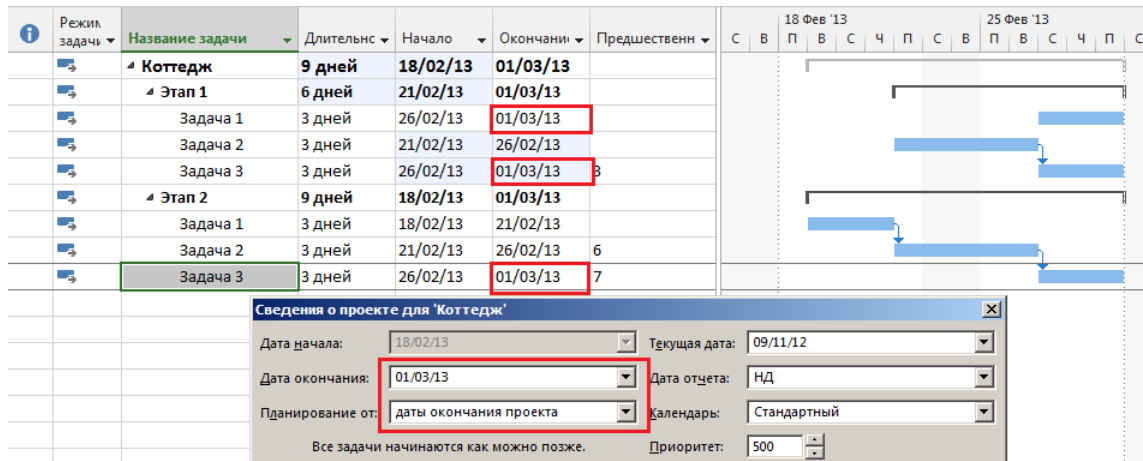 Режим задачи Название задачи Длительнс Начало Окончание Предшественн 18 Фев '13 25 Фев '13
С В П В С Ч П С В П В С Ч П С
Коттедж 9 дней 18/02/13 01/03/13
Этап 1 6 дней 21/02/13 01/03/13
Задача 1 3 дней 26/02/13 01/03/13
Задача 2 3 дней 21/02/13 26/02/13
Задача 3 3 дней 26/02/13 01/03/13 3
Этап 2 9 дней 18/02/13 01/03/13
Задача 1 3 дней 18/02/13 21/02/13
Задача 2 3 дней 21/02/13 26/02/13 6
Задача 3 3 дней 26/02/13 01/03/13 7
Сведения о проекте для 'Коттедж'
Дата начала: 18/02/13 Текущая дата: 09/11/12
Дата окончания: 01/03/13 Дата отчета: НД
Планирование от: даты окончания проекта Календарь: Стандартный
Все задачи начинаются как можно позже. Приоритет: 500